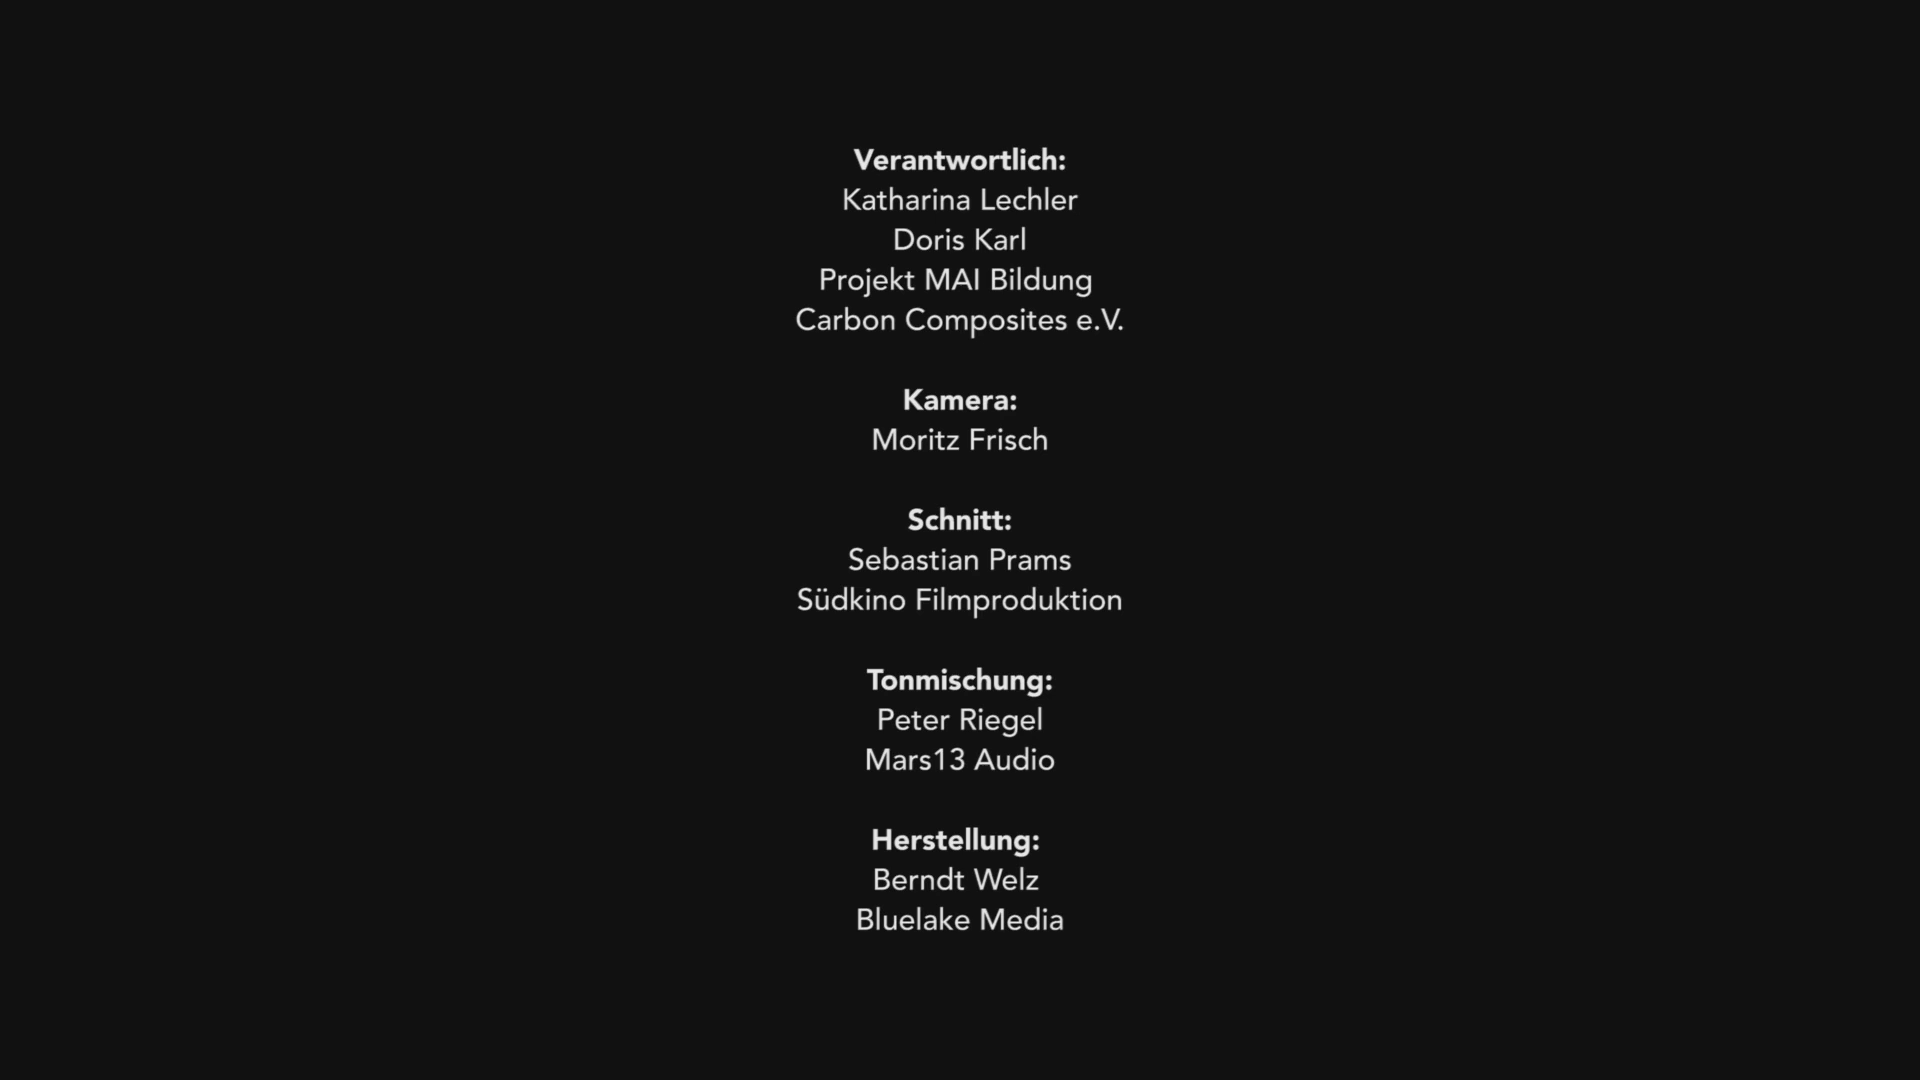 Verantwortlich:
Katharina Lechler
Doris Karl
Projekt MAI Bildung
Carbon Composites e.V.
Kamera:
Moritz Frisch
Schnitt:
Sebastian Prams
Südkino Filmproduktion
Tonmischung:
Peter Riegel
Mars13 Audio
Herstellung:
Berndt Welz
Bluelake Media